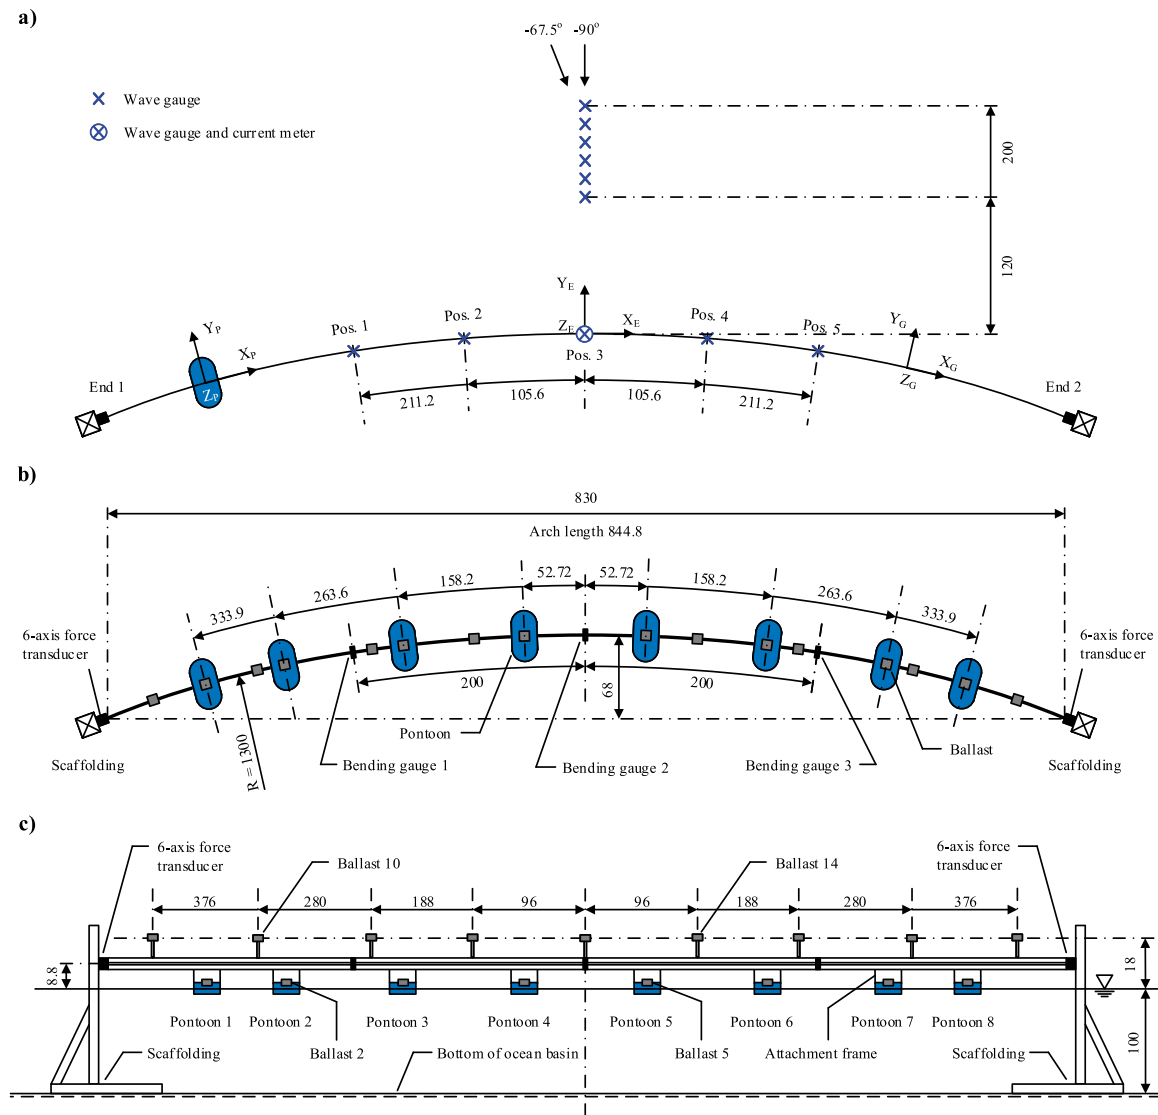 a)
-67.5° -90°
Wave gauge
Wave gauge and current meter
200
120
Y_E
Z_E X_E
Pos. 1 Pos. 2 Pos. 3 Pos. 4 Pos. 5
Y_P
X_P
Z_P
Y_G
X_G
Z_G
End 1
End 2
211.2 105.6 105.6 211.2
b)
830
Arch length 844.8
333.9 263.6 158.2 52.72 52.72 158.2 263.6 333.9
6-axis force
transducer
6-axis force
transducer
200 68 200
R = 1300
Pontoon
Ballast
Scaffolding
Bending gauge 1
Bending gauge 2
Bending gauge 3
Scaffolding
c)
6-axis force
transducer
Ballast 10
Ballast 14
6-axis force
transducer
376 280 188 96 96 188 280 376
8.8
18
100
Pontoon 1 Pontoon 2 Pontoon 3 Pontoon 4 Pontoon 5 Pontoon 6 Pontoon 7 Pontoon 8
Scaffolding
Ballast 2
Bottom of ocean basin
Ballast 5
Attachment frame
Scaffolding